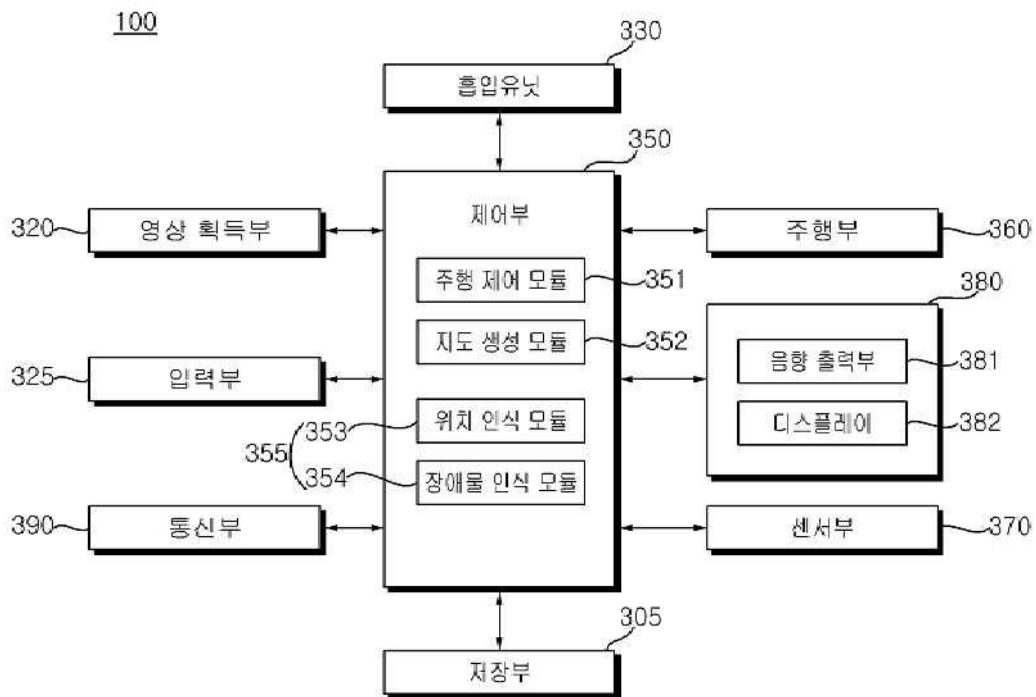 100
330
흡입유닛
350
제어부
320
영상 획득부
주행부
360
주행 제어 모듈
351
380
지도 생성 모듈
352
음향 출력부
381
325
입력부
위치 인식 모듈
353
디스플레이
382
355
354
장애물 인식 모듈
390
통신부
센서부
370
305
저장부